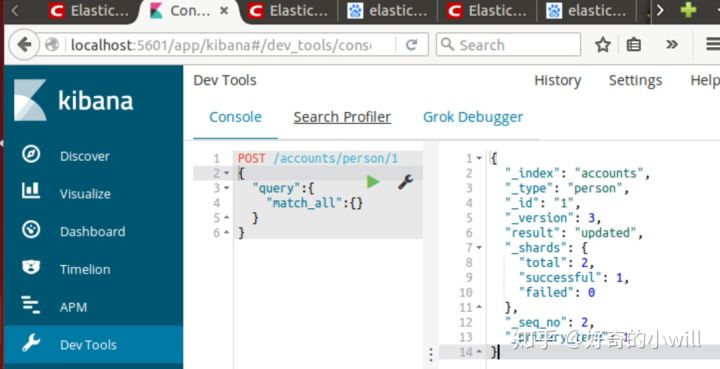 Elastic
Con...
elastic
Elastic
elastic
Elastic
elastic
localhost:5601/app/kibana#/dev_tools/conso
Search
kibana
Discover
Visualize
Dashboard
Timelion
APM
Dev Tools
Dev Tools
History
Settings
Help
Console
Search Profiler
Grok Debugger
1 POST /accounts/person/1
2 {
3 "query":{
4 "match_all":{}
5 }
6 }
1 {
2 "_index": "accounts",
3 "_type": "person",
4 "_id": "1",
5 "_version": 3,
6 "result": "updated",
7 "_shards": {
8 "total": 2,
9 "successful": 1,
10 "failed": 0
11 },
12 "_seq_no": 2,
13
14 }
知乎 @好奇的小will